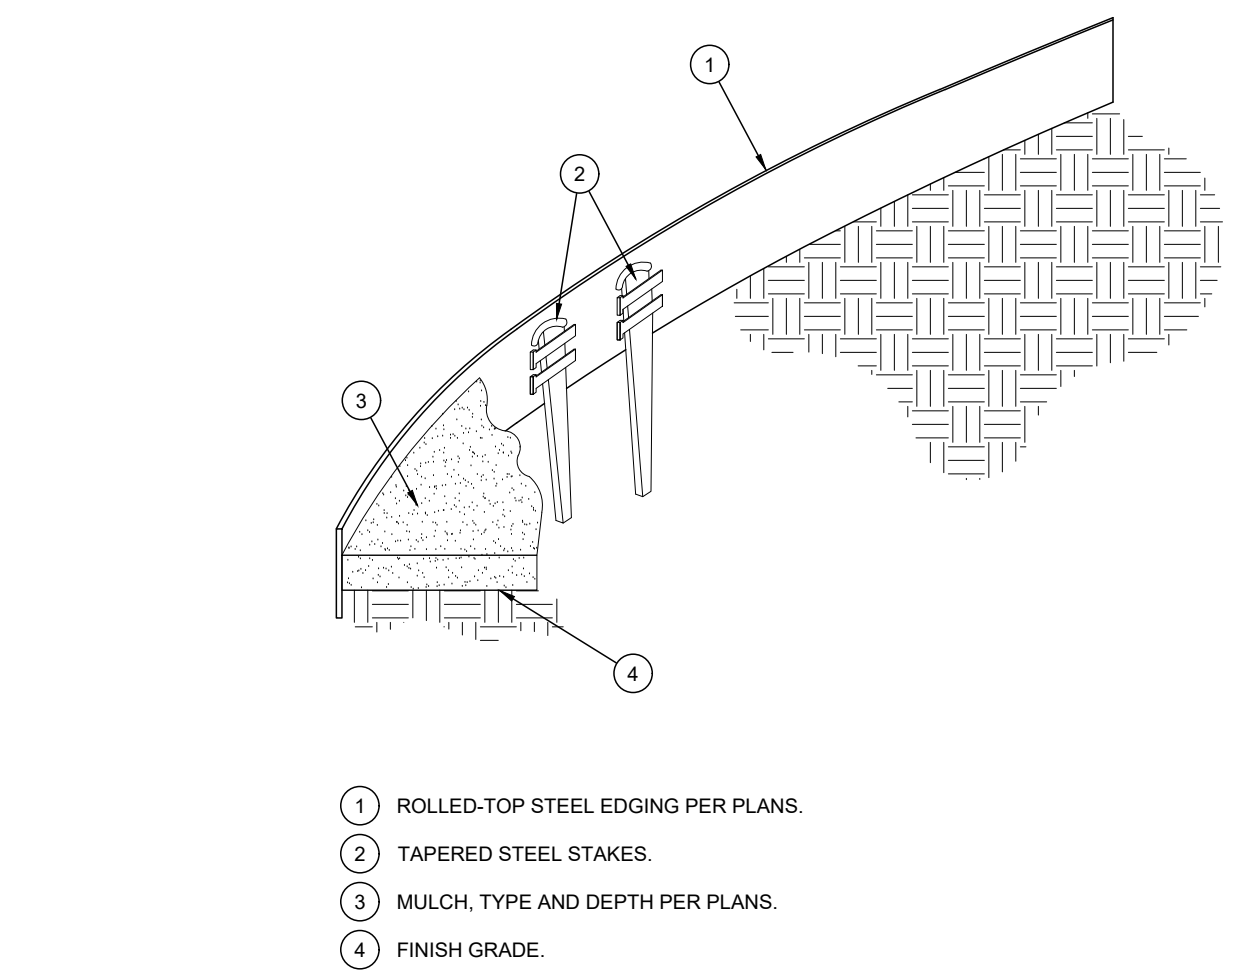 1
2
3
4
1 ROLLED-TOP STEEL EDGING PER PLANS.
2 TAPERED STEEL STAKES.
3 MULCH, TYPE AND DEPTH PER PLANS.
4 FINISH GRADE.